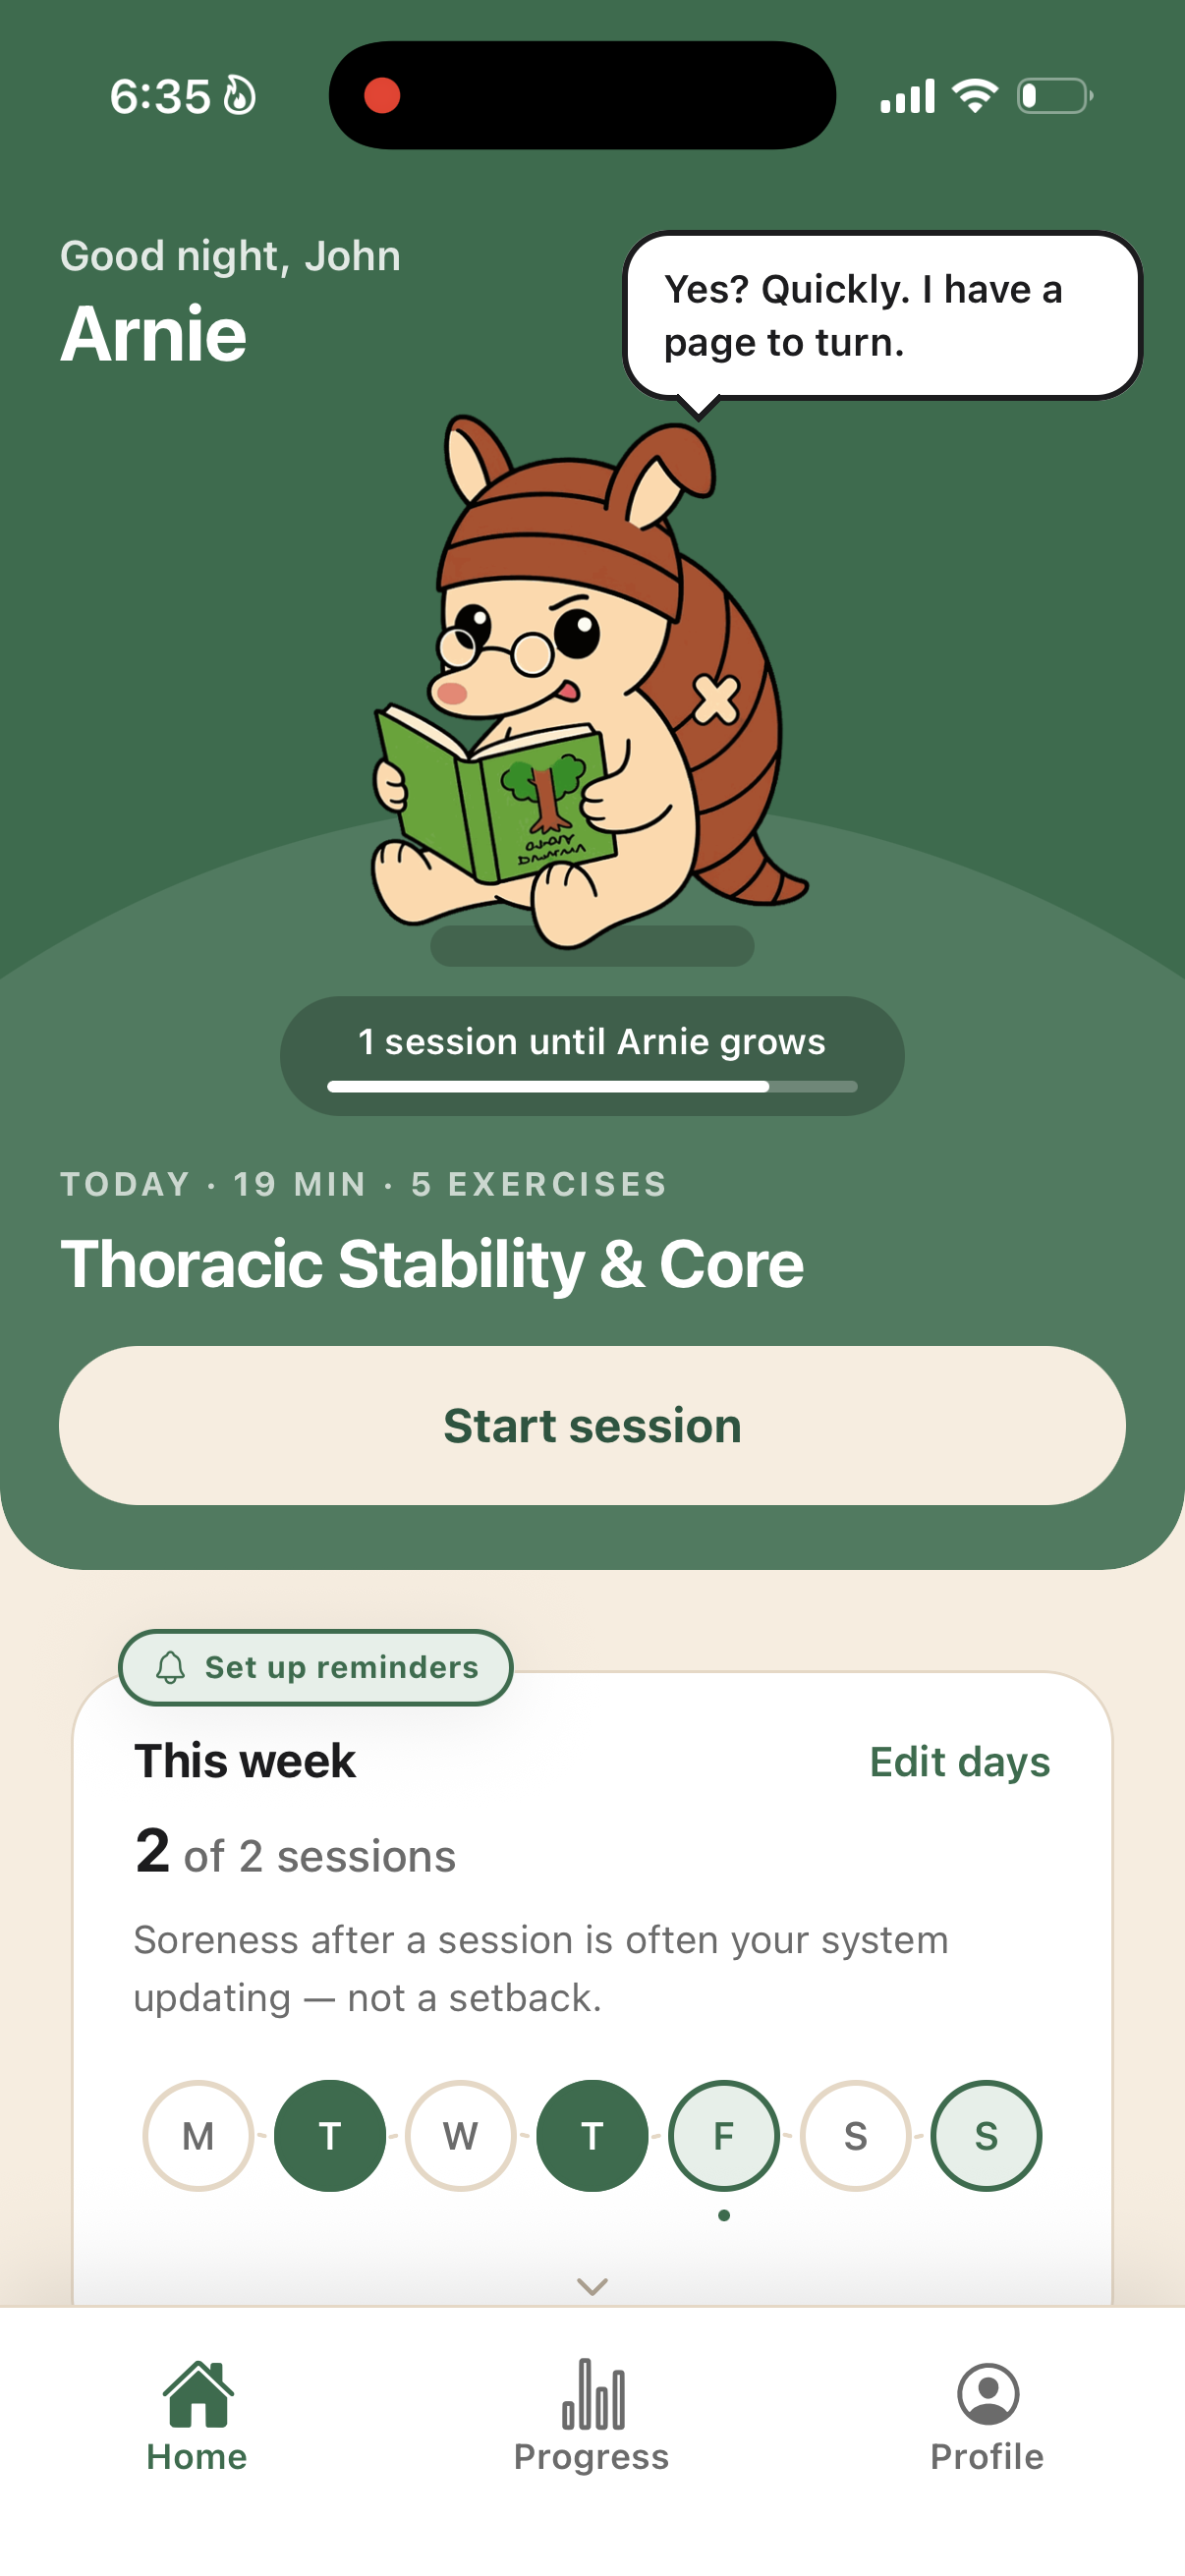 6:35
Good night, John
Arnie
Yes? Quickly. I have a
page to turn.
1 session until Arnie grows
TODAY · 19 MIN · 5 EXERCISES
Thoracic Stability & Core
Start session
Set up reminders
This week
Edit days
2 of 2 sessions
Soreness after a session is often your system
updating — not a setback.
M T W T F S S
Home
Progress
Profile